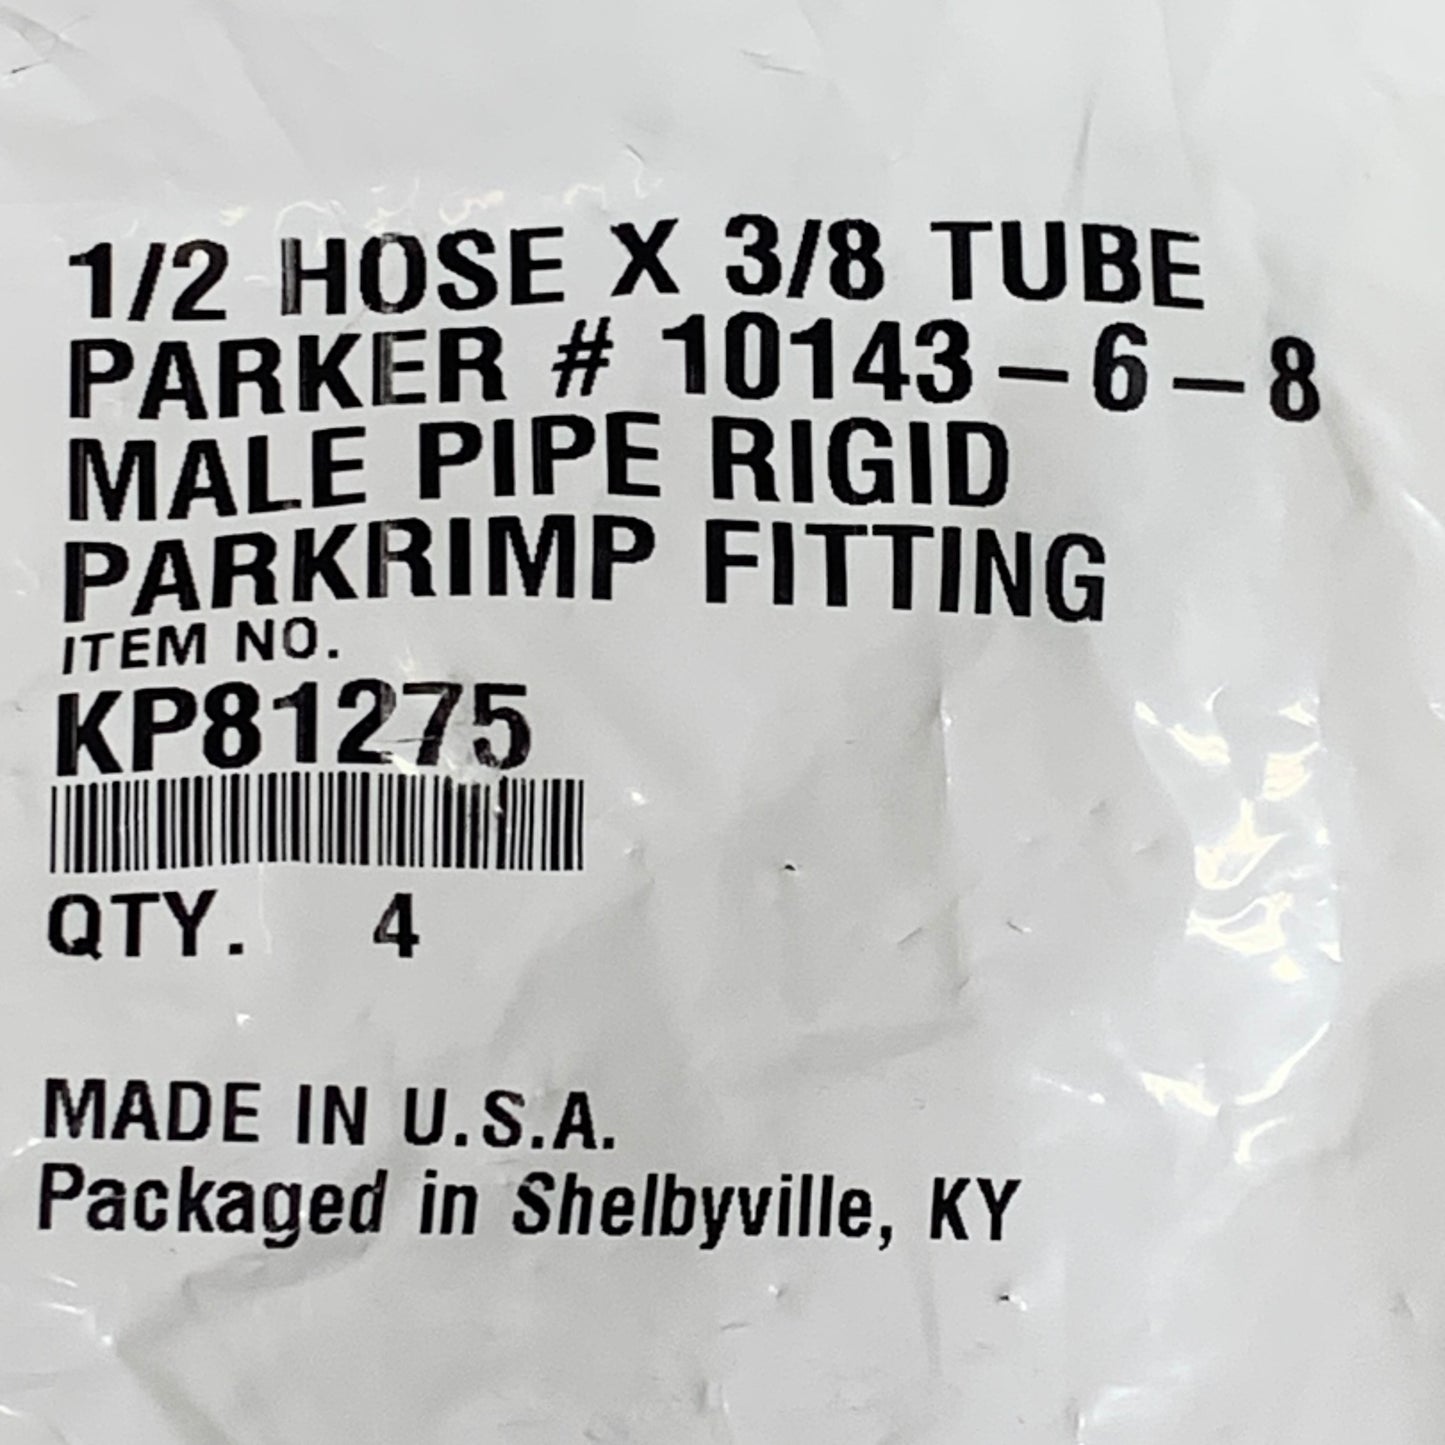 1/2 HOSE X 3/8 TUBE
PARKER # 10143-6-8
MALE PIPE RIGID
PARKRIMP FITTING
ITEM NO.
KP81275
QTY. 4
MADE IN U.S.A.
Packaged in Shelbyville, KY